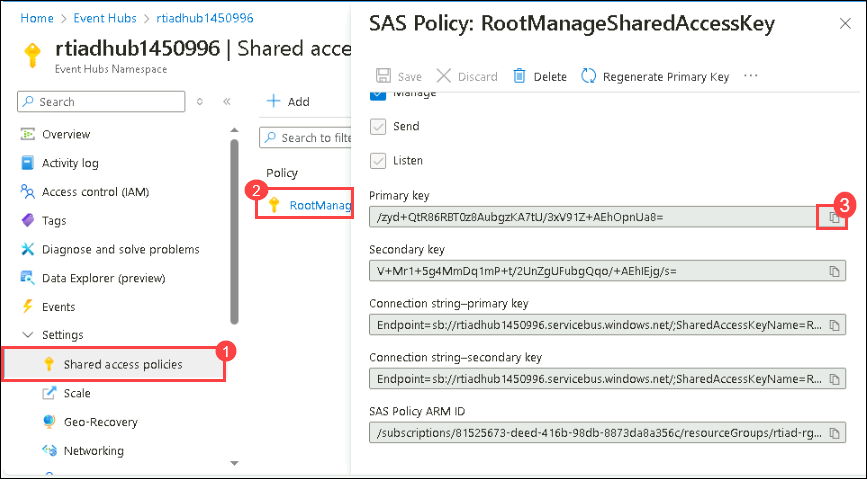 Home > Event Hubs > rtiadhub1450996
rtiadhub1450996 | Shared acce
Event Hubs Namespace
Search
Overview
Activity log
Access control (IAM)
Tags
Diagnose and solve problems
Data Explorer (preview)
Events
Settings
Shared access policies
1
Scale
Geo-Recovery
Networking
Add
Search to filte
Policy
2
RootManag
SAS Policy: RootManageSharedAccessKey
Save Discard Delete Regenerate Primary Key ...
Manage
Send
Listen
Primary key
/zyd+QtR86RBT0z8AubgzKA7tU/3xV91Z+AEhOpnUa8=
3
Secondary key
V+Mr1+5g4MmDq1mP+t/2UnZgUFubgQqo/+AEhIEjg/s=
Connection string–primary key
Endpoint=sb://rtiadhub1450996.servicebus.windows.net/;SharedAccessKeyName=R...
Connection string–secondary key
Endpoint=sb://rtiadhub1450996.servicebus.windows.net/;SharedAccessKeyName=R...
SAS Policy ARM ID
/subscriptions/81525673-deed-416b-98db-8873da8a356c/resourceGroups/rtiad-rg...